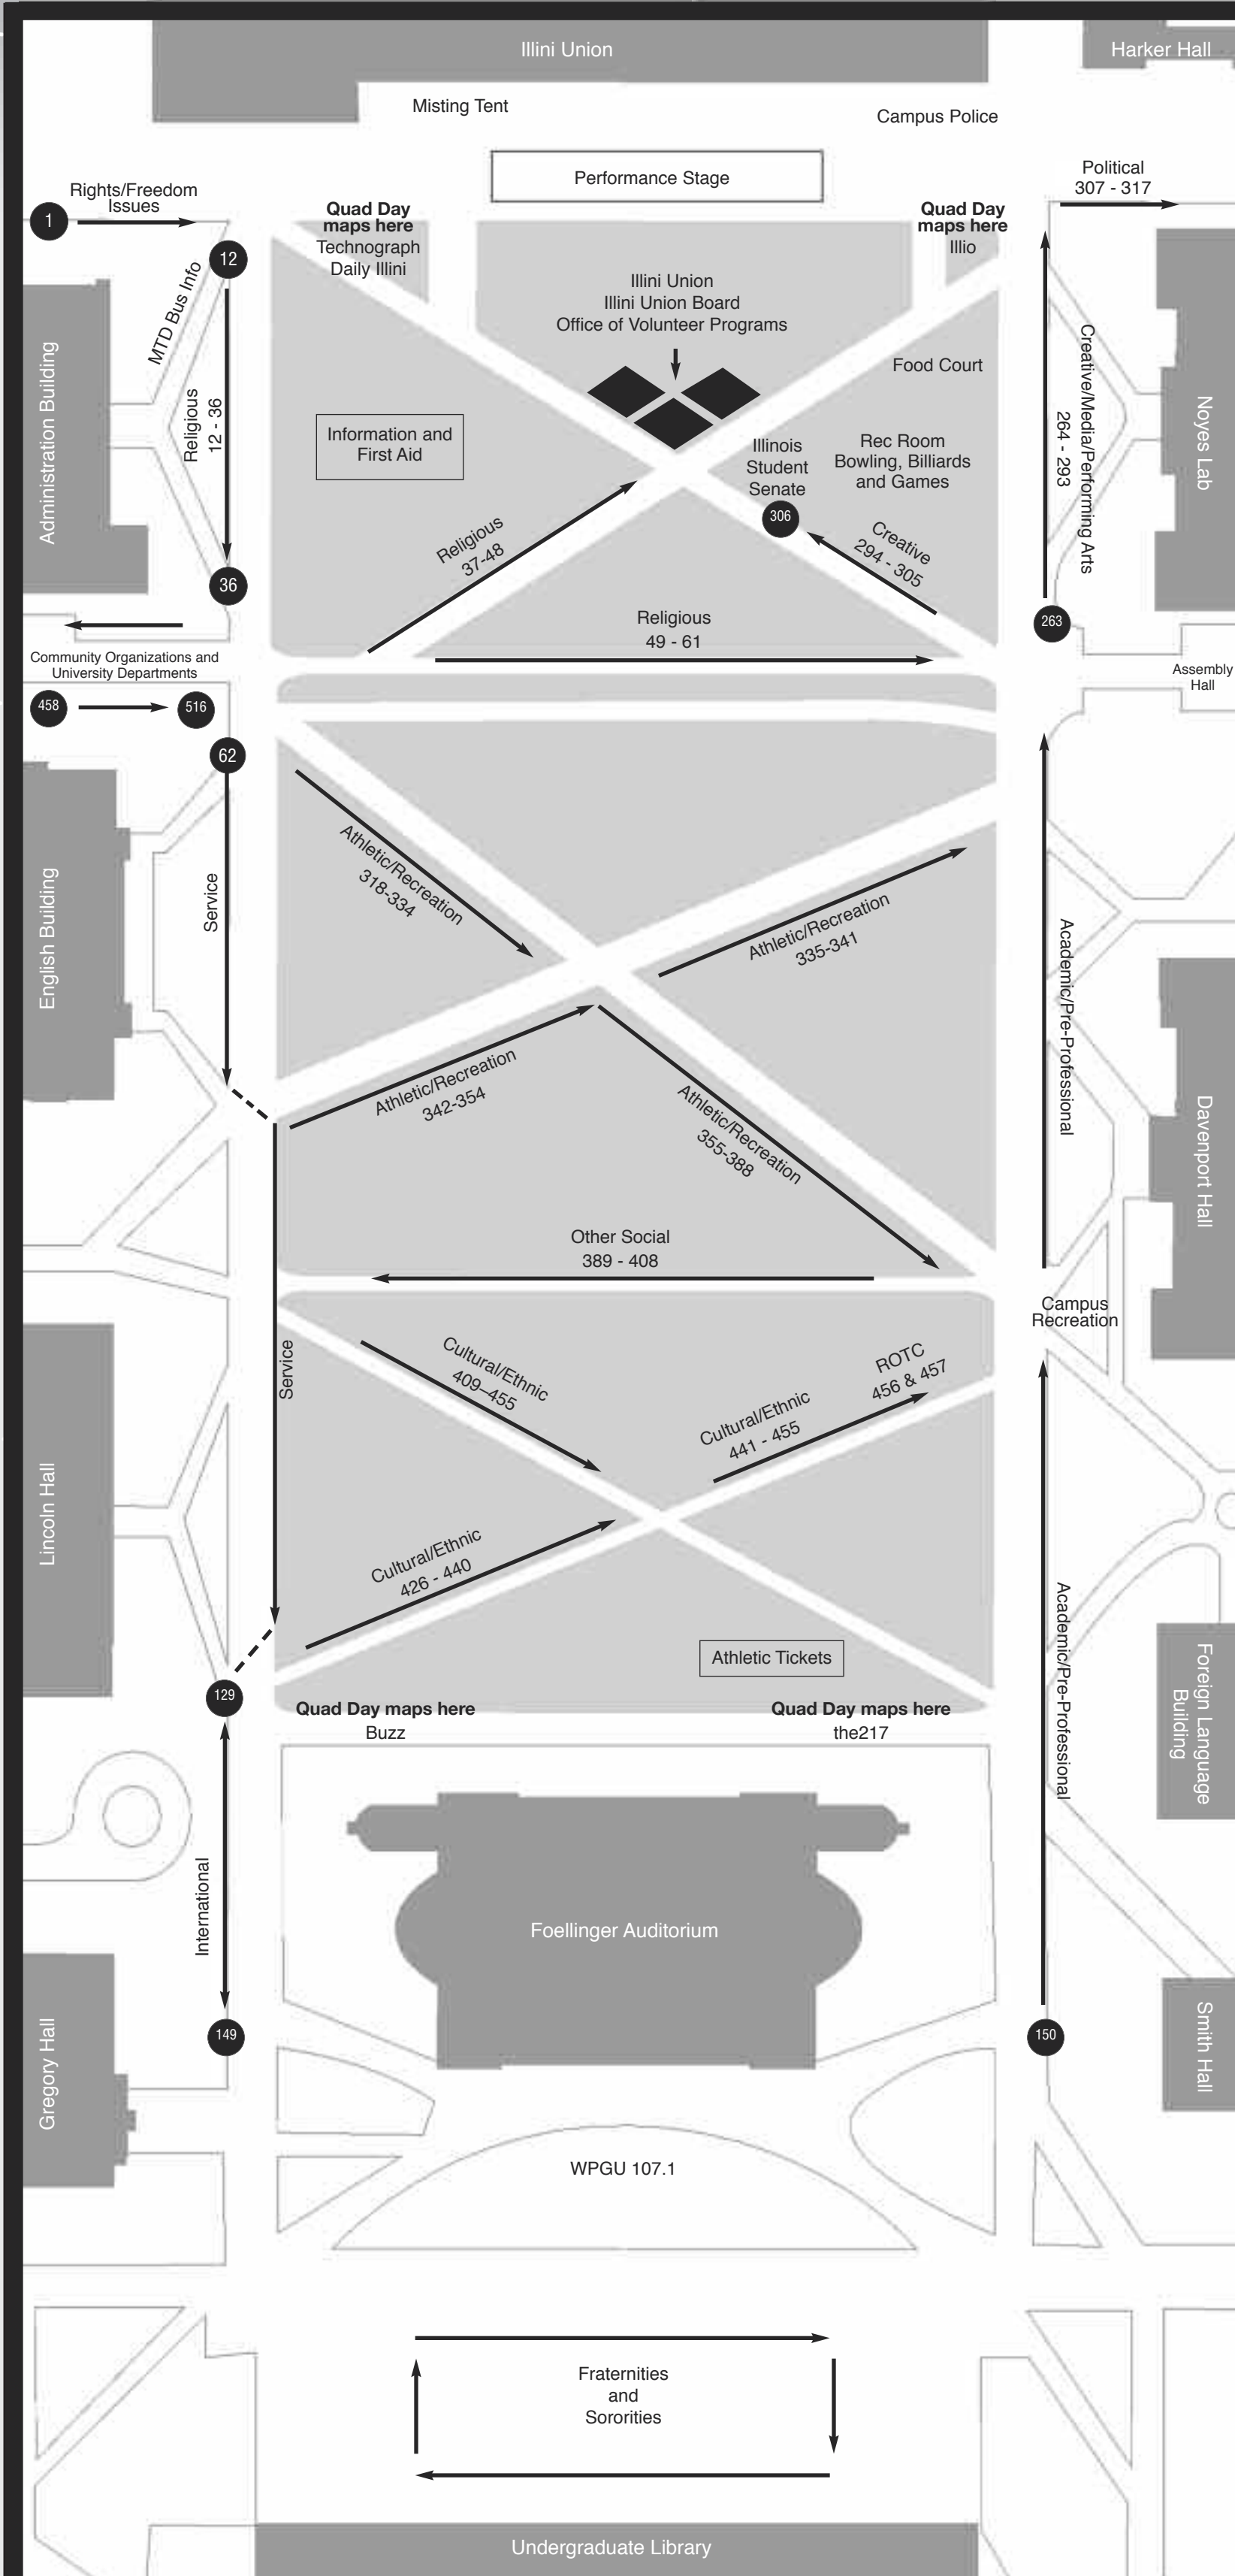 Illini Union
Harker Hall
Misting Tent
Campus Police
Performance Stage
Political
307 - 317
Rights/Freedom
Issues
1
Quad Day
maps here
Technograph
Daily Illini
Quad Day
maps here
Illio
12
MTD Bus Info
Illini Union
Illini Union Board
Office of Volunteer Programs
Food Court
Administration Building
Religious
12 - 36
Information and
First Aid
Illinois
Student
Senate
306
Rec Room
Bowling, Billiards
and Games
Creative/Media/Performing Arts
264 - 293
Noyes Lab
Religious
37-48
Creative
294 - 305
36
Religious
49 - 61
263
Community Organizations and
University Departments
Assembly
Hall
458
516
62
English Building
Service
Athletic/Recreation
318-334
Athletic/Recreation
335-341
Academic/Pre-Professional
Athletic/Recreation
342-354
Athletic/Recreation
355-388
Davenport Hall
Other Social
389 - 408
Campus
Recreation
Service
Cultural/Ethnic
409–455
ROTC
456 & 457
Cultural/Ethnic
441 - 455
Lincoln Hall
Cultural/Ethnic
426 - 440
Academic/Pre-Professional
Athletic Tickets
Foreign Language
Building
129
Quad Day maps here
Buzz
Quad Day maps here
the217
International
Foellinger Auditorium
Gregory Hall
149
150
Smith Hall
WPGU 107.1
Fraternities
and
Sororities
Undergraduate Library